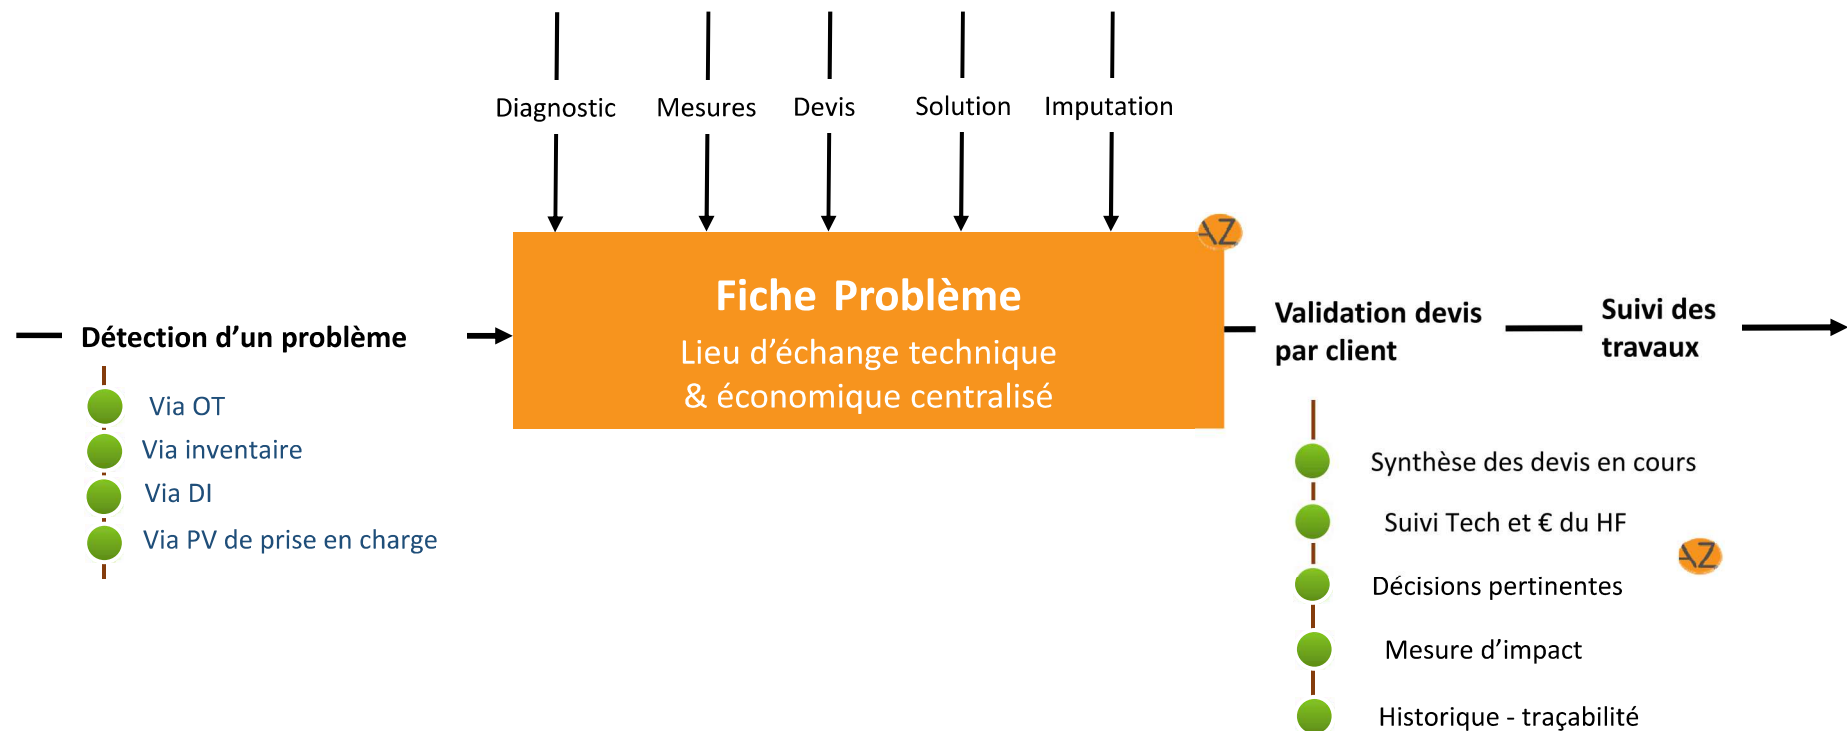 Diagnostic
Mesures
Devis
Solution
Imputation
AZ
Fiche Problème
Lieu d’échange technique
& économique centralisé
Détection d’un problème
Via OT
Via inventaire
Via DI
Via PV de prise en charge
Validation devis
par client
Suivi des
travaux
Synthèse des devis en cours
Suivi Tech et € du HF
AZ
Décisions pertinentes
Mesure d’impact
Historique - traçabilité